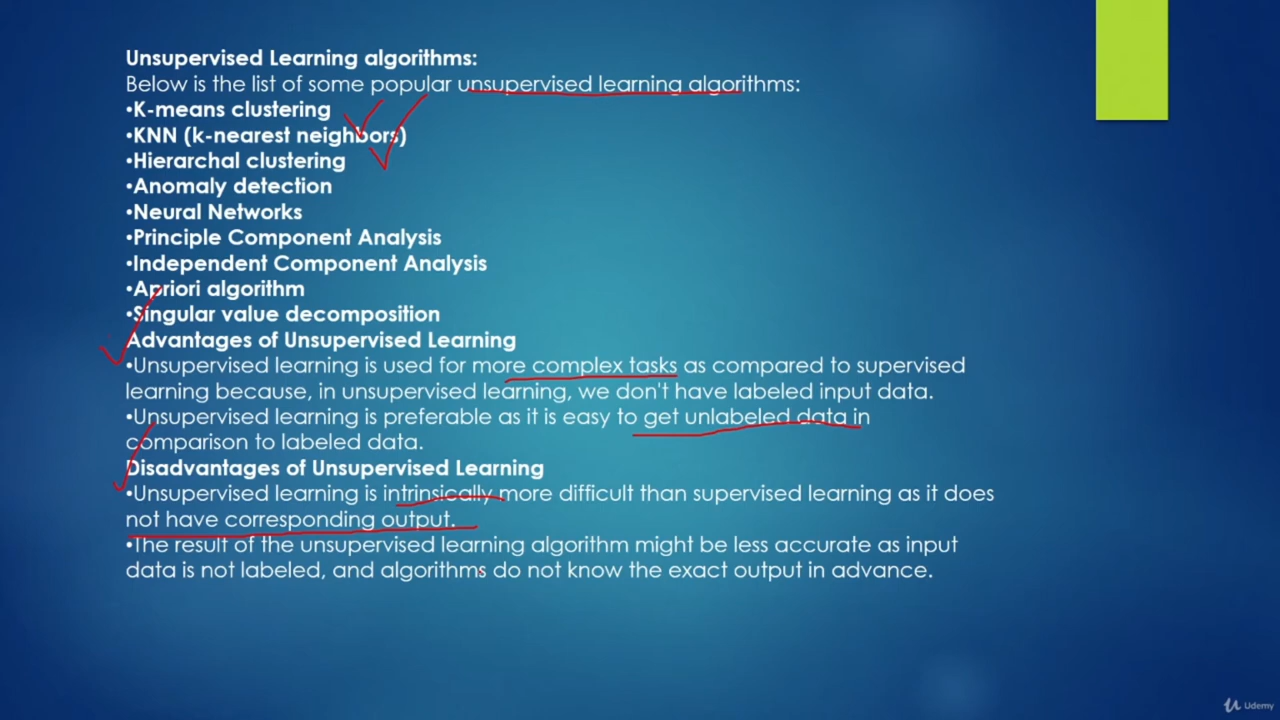 Unsupervised Learning algorithms:
Below is the list of some popular unsupervised learning algorithms:
•K-means clustering
•KNN (k-nearest neighbors)
•Hierarchal clustering
•Anomaly detection
•Neural Networks
•Principle Component Analysis
•Independent Component Analysis
•Apriori algorithm
•Singular value decomposition
Advantages of Unsupervised Learning
•Unsupervised learning is used for more complex tasks as compared to supervised
learning because, in unsupervised learning, we don't have labeled input data.
•Unsupervised learning is preferable as it is easy to get unlabeled data in
comparison to labeled data.
Disadvantages of Unsupervised Learning
•Unsupervised learning is intrinsically more difficult than supervised learning as it does
not have corresponding output.
•The result of the unsupervised learning algorithm might be less accurate as input
data is not labeled, and algorithms do not know the exact output in advance.
Udemy